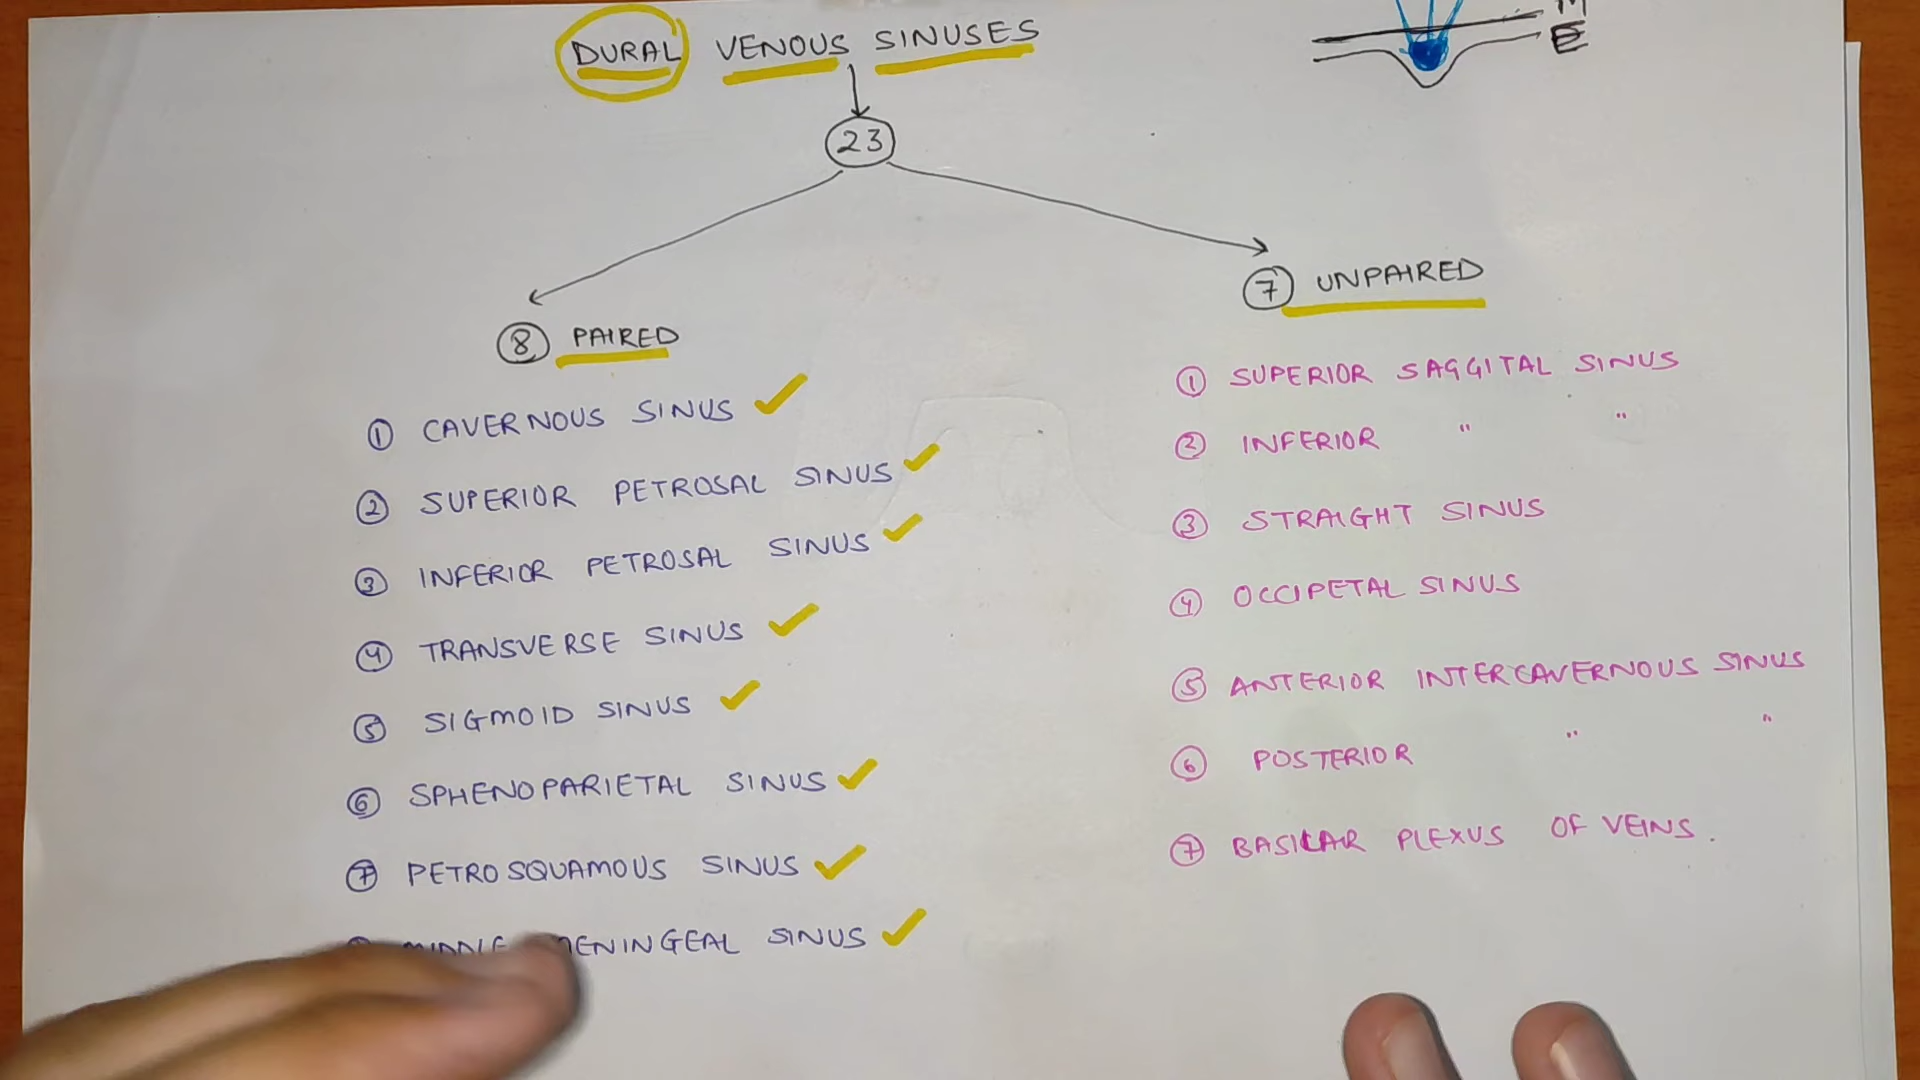 DURAL VENOUS SINUSES
23
8 PAIRED
1 CAVERNOUS SINUS
2 SUPERIOR PETROSAL SINUS
3 INFERIOR PETROSAL SINUS
4 TRANSVERSE SINUS
5 SIGMOID SINUS
6 SPHENOPARIETAL SINUS
7 PETROSQUAMOUS SINUS
MIDDLE MENINGEAL SINUS
7 UNPAIRED
1 SUPERIOR SAGGITAL SINUS
2 INFERIOR " "
3 STRAIGHT SINUS
4 OCCIPETAL SINUS
5 ANTERIOR INTERCAVERNOUS SINUS
6 POSTERIOR " "
7 BASILAR PLEXUS OF VEINS.